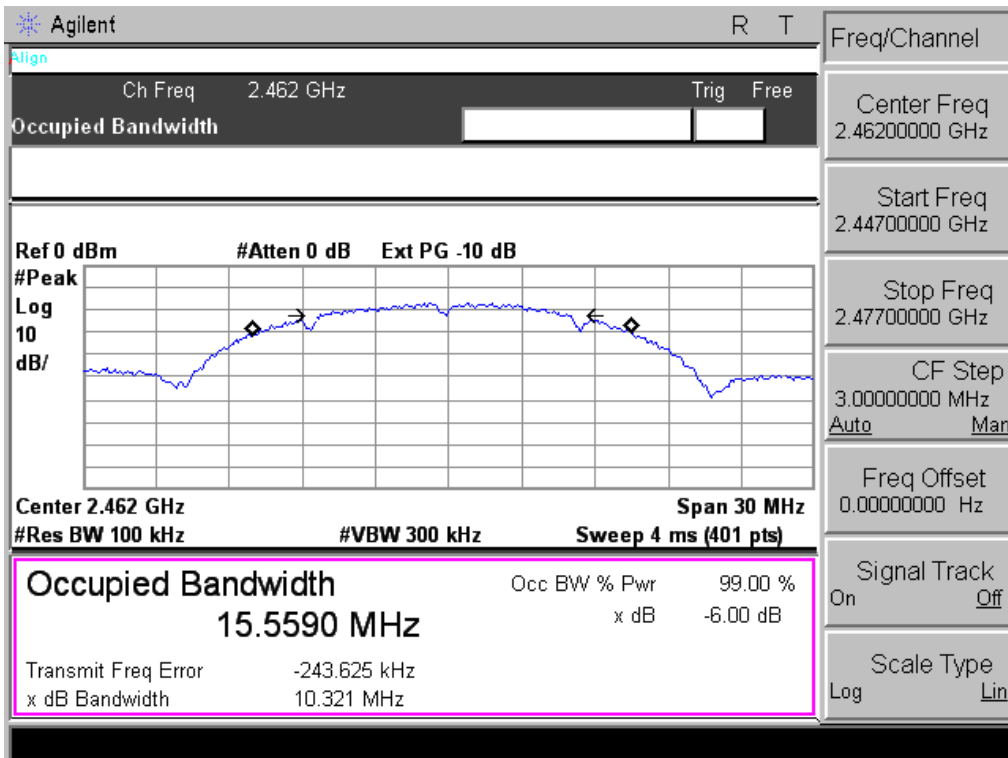 Agilent R T
Align
Ch Freq 2.462 GHz Trig Free
Occupied Bandwidth
Ref 0 dBm #Atten 0 dB Ext PG -10 dB
#Peak
Log
10
dB/
Center 2.462 GHz Span 30 MHz
#Res BW 100 kHz #VBW 300 kHz Sweep 4 ms (401 pts)
Occupied Bandwidth
15.5590 MHz
Occ BW % Pwr 99.00 %
x dB -6.00 dB
Transmit Freq Error -243.625 kHz
x dB Bandwidth 10.321 MHz
Freq/Channel
Center Freq
2.46200000 GHz
Start Freq
2.44700000 GHz
Stop Freq
2.47700000 GHz
CF Step
3.00000000 MHz
Auto Man
Freq Offset
0.00000000 Hz
Signal Track
On Off
Scale Type
Log Lin